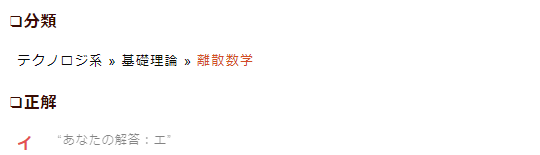 ❏分類
テクノロジ系 » 基礎理論 » 離散数学
❏正解
イ “あなたの解答：エ”